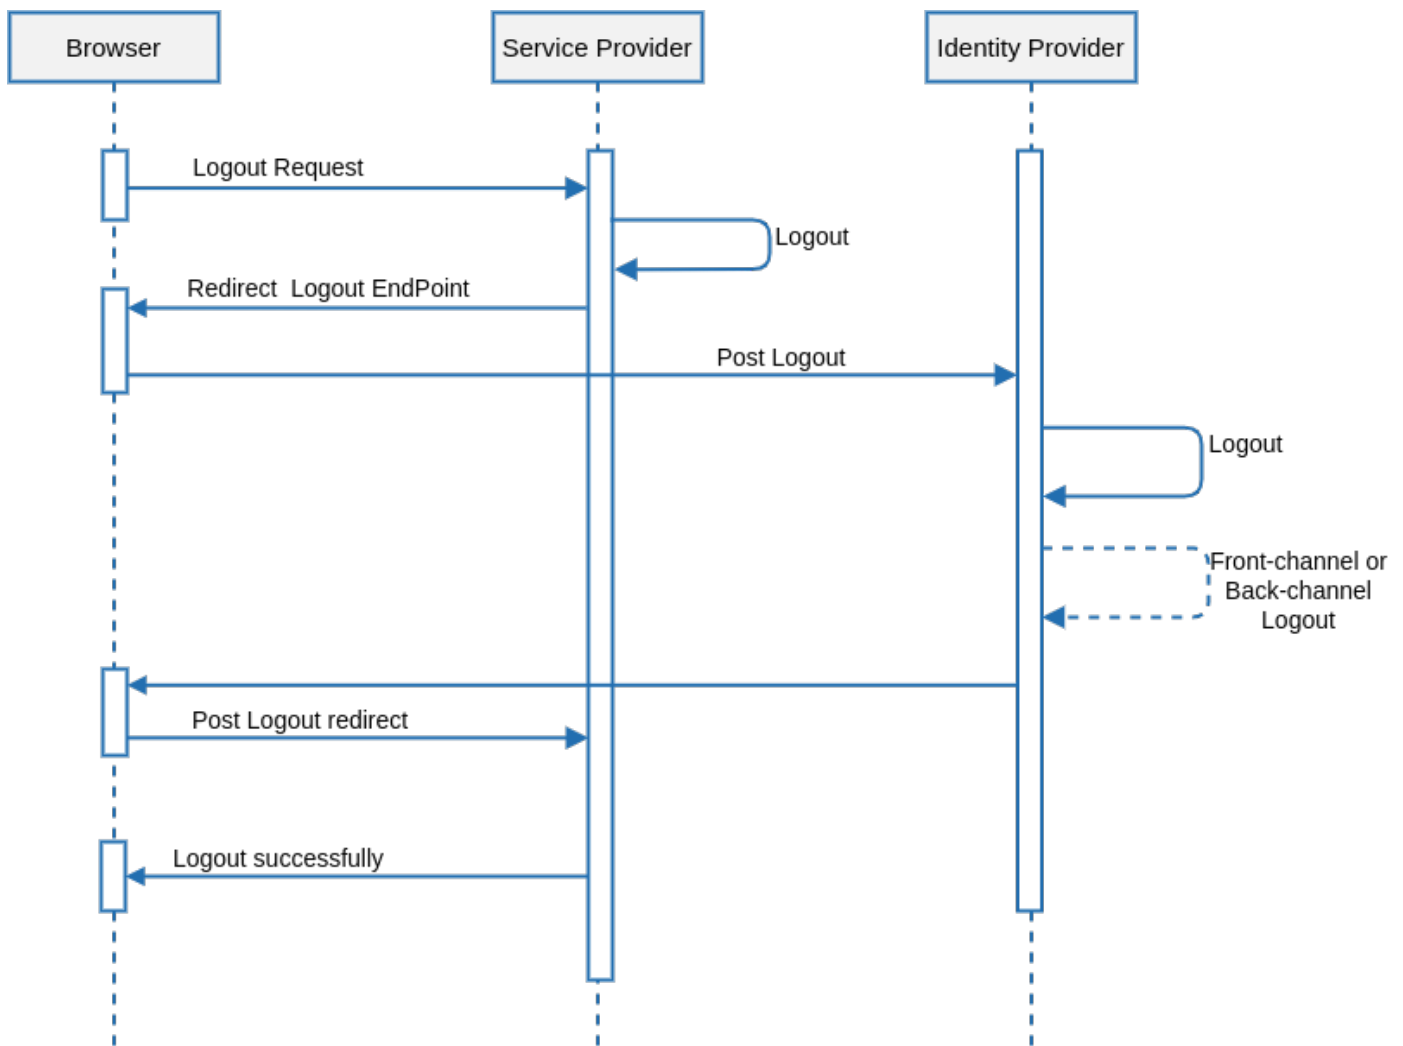 Browser
Service Provider
Identity Provider
Logout Request
Logout
Redirect  Logout EndPoint
Post Logout
Logout
Front-channel or
Back-channel
Logout
Post Logout redirect
Logout successfully